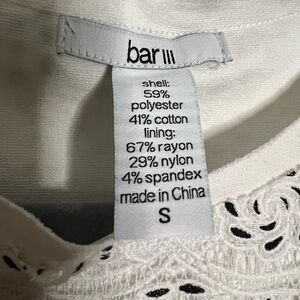 bar III
shell:
59%
polyester
41% cotton
lining:
67% rayon
29% nylon
4% spandex
made in China
S